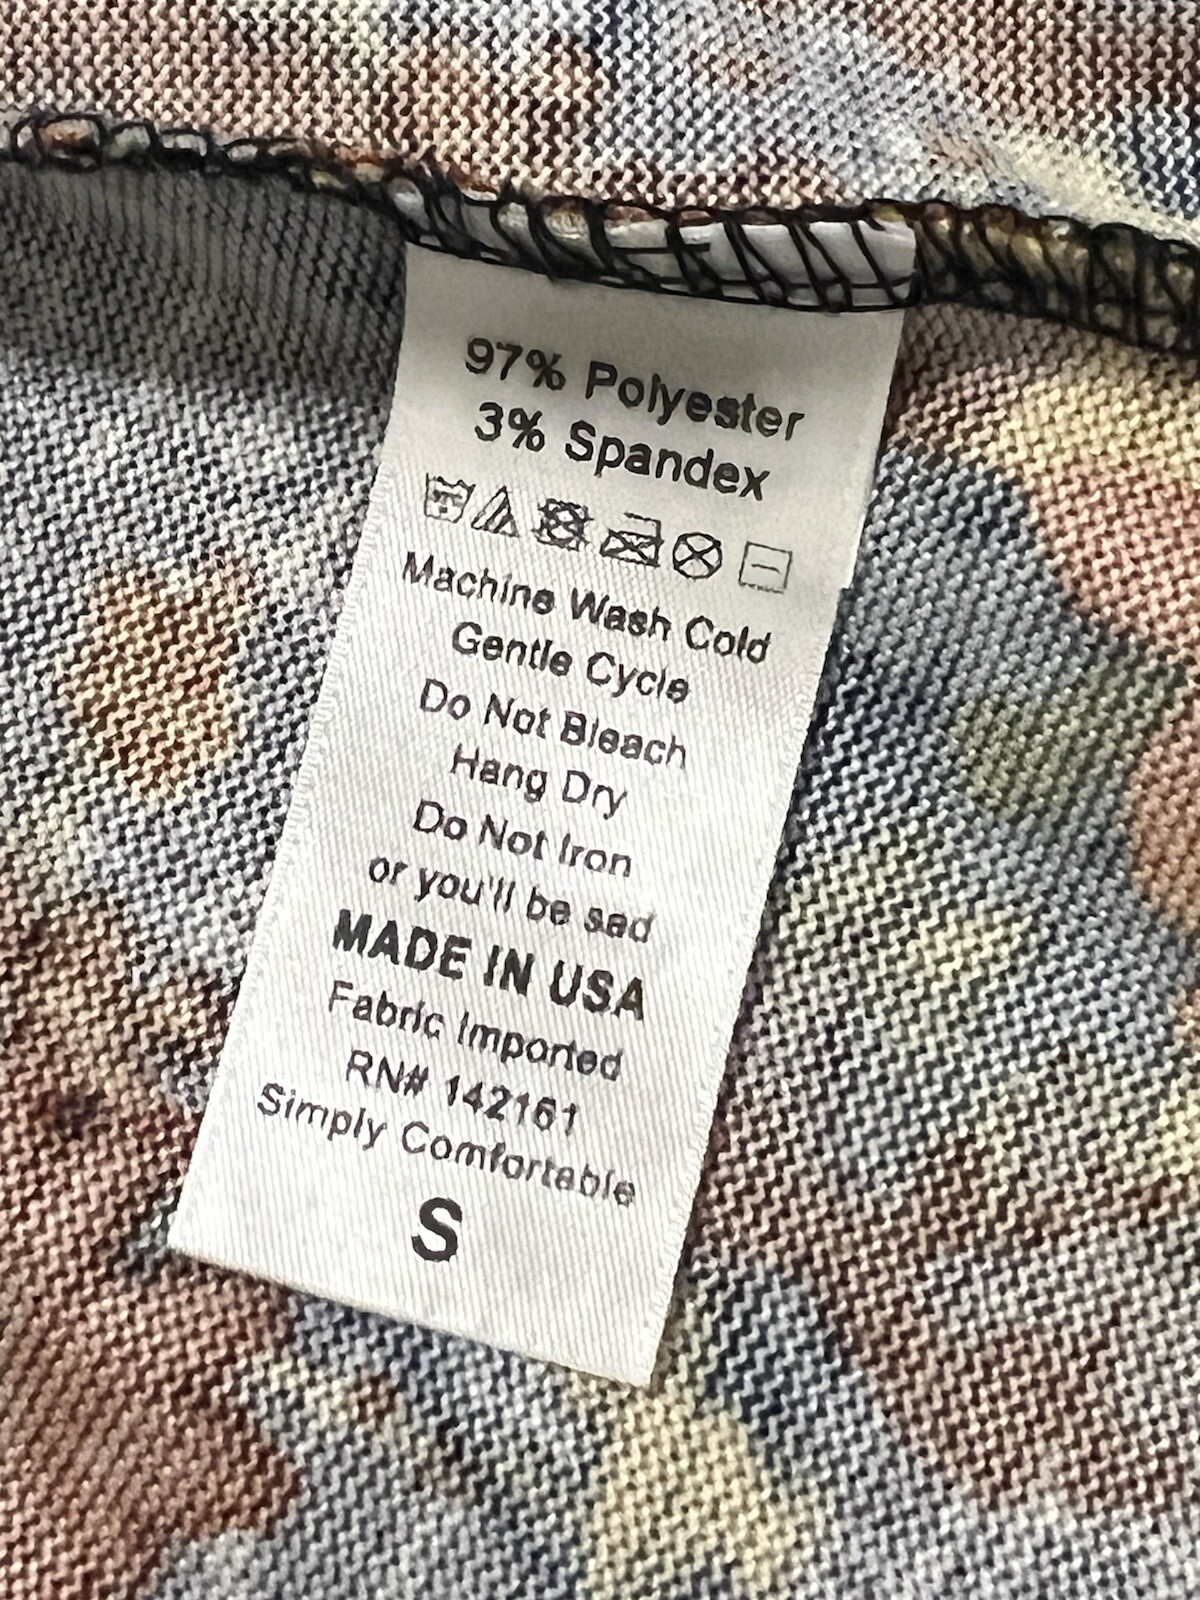 97% Polyester
3% Spandex
Machine Wash Cold
Gentle Cycle
Do Not Bleach
Hang Dry
Do Not Iron
or you'll be sad
MADE IN USA
Fabric Imported
RN# 142161
Simply Comfortable
S